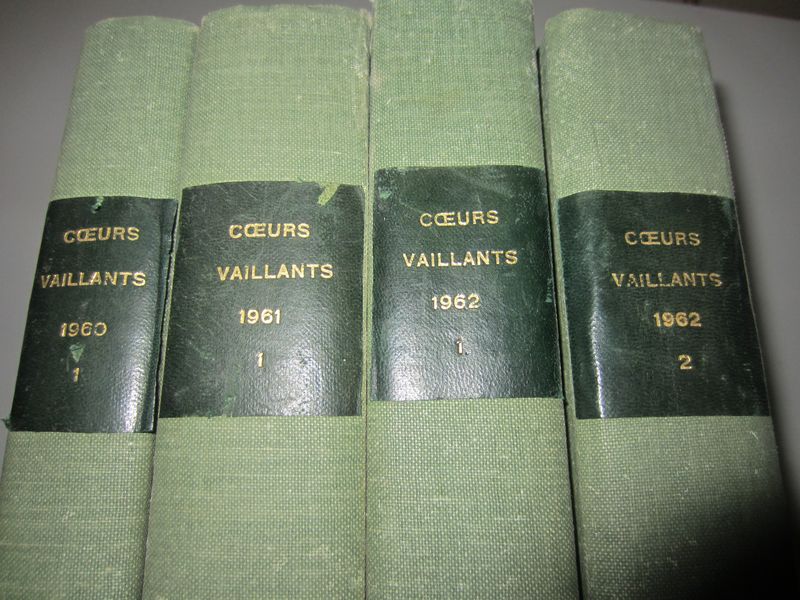 CŒURS
VAILLANTS
1960
1
CŒURS
VAILLANTS
1961
1
CŒURS
VAILLANTS
1962
1
CŒURS
VAILLANTS
1962
2